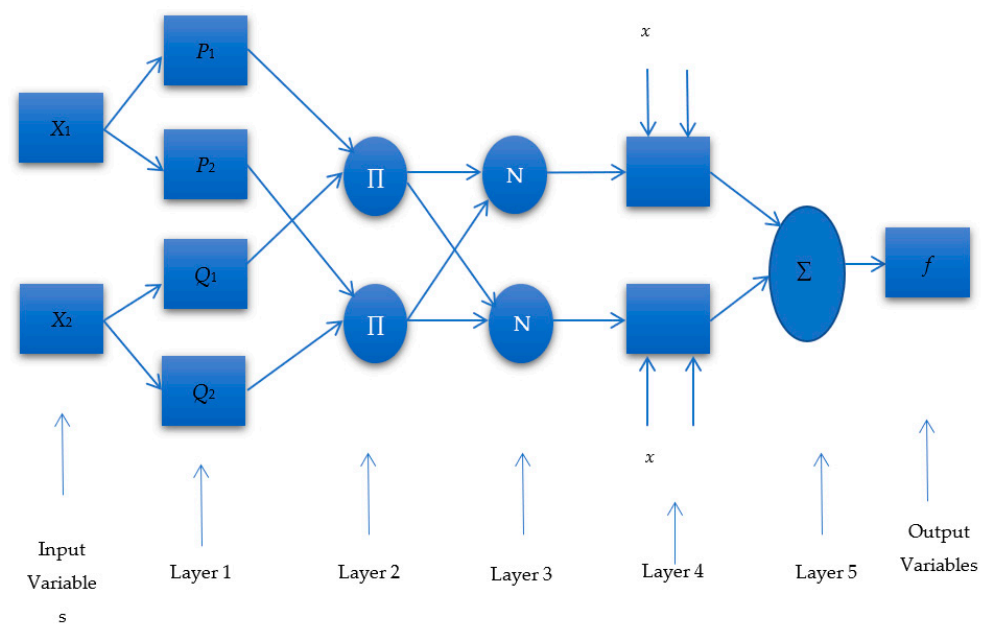 x
P1
X1
P2
∏
N
Q1
Σ
f
X2
∏
N
Q2
x
Input
Variable
s
Layer 1
Layer 2
Layer 3
Layer 4
Layer 5
Output
Variables